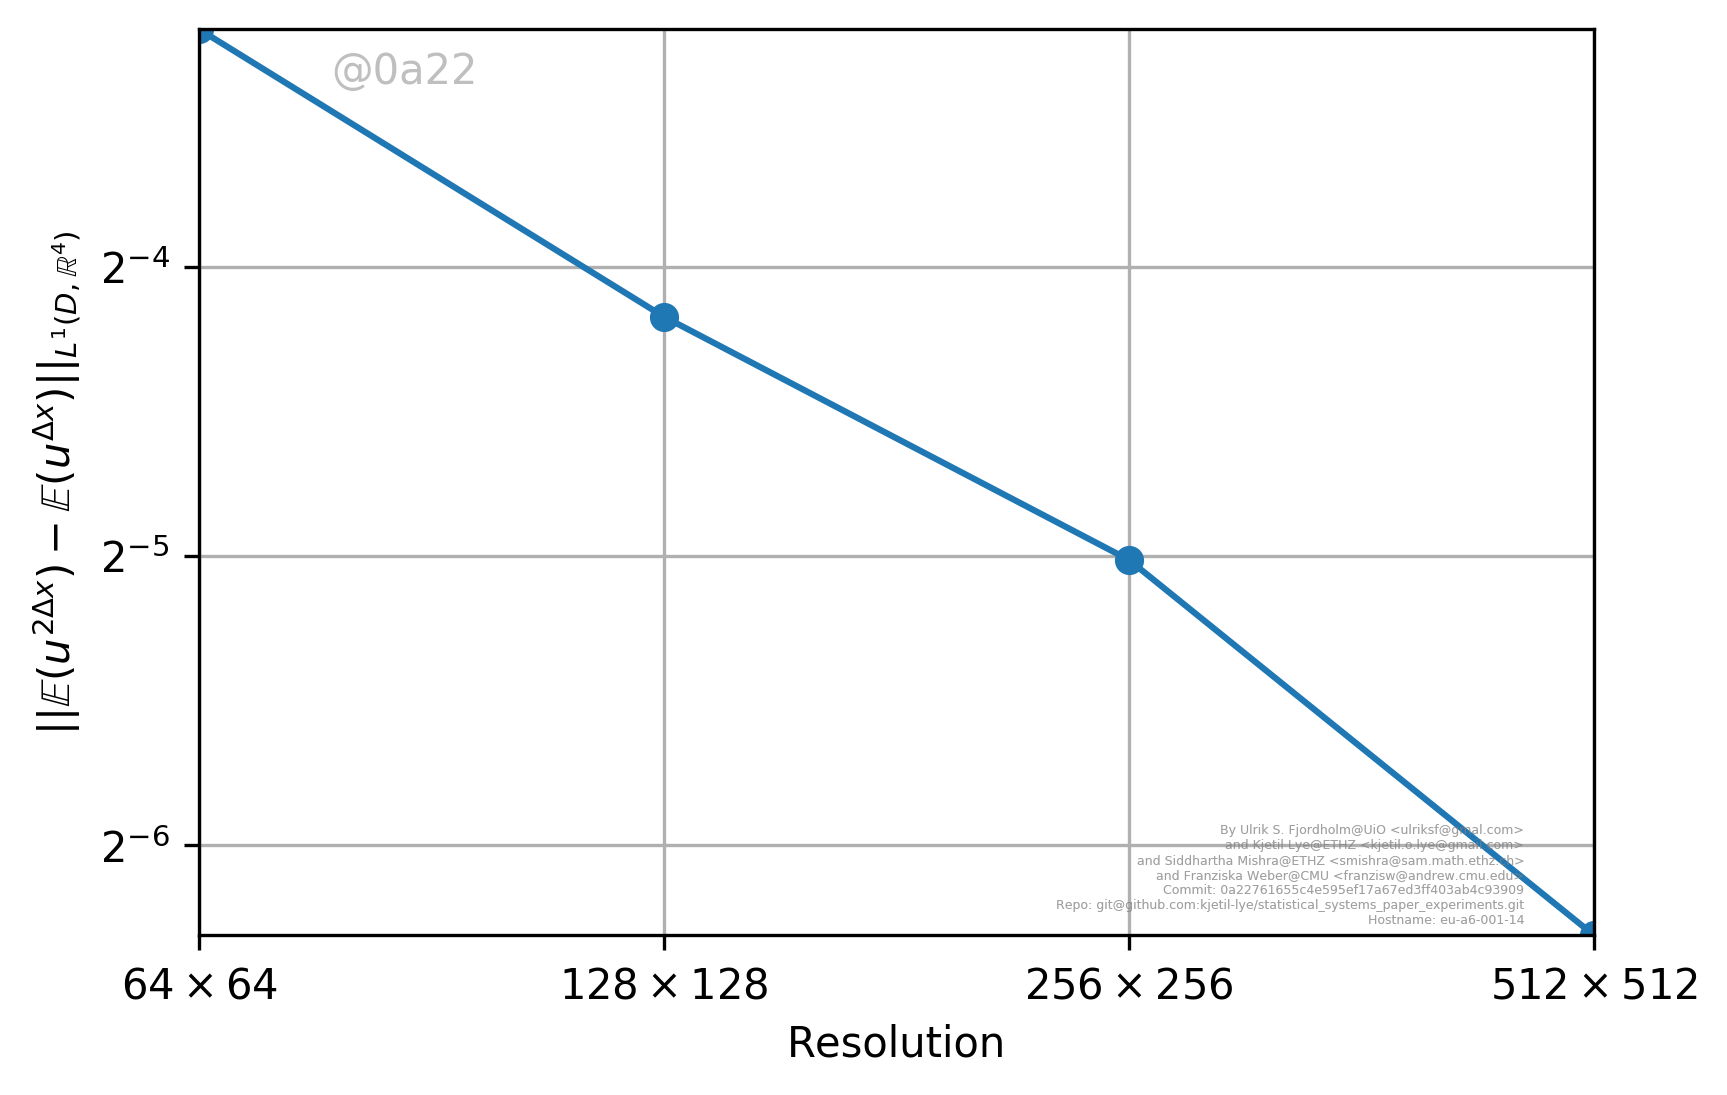 @0a22
||𝔼(u^{2Δx}) − 𝔼(u^{Δx})||_{L^1(D, ℝ^4)}
2^{−4}
2^{−5}
2^{−6}
By Ulrik S. Fjordholm@UiO <ulriksf@gmail.com>
and Kjetil Lye@ETHZ <kjetil.o.lye@gmail.com>
and Siddhartha Mishra@ETHZ <smishra@sam.math.ethz.ch>
and Franziska Weber@CMU <franzisw@andrew.cmu.edu>
Commit: 0a22761655c4e595ef17a67ed3ff403ab4c93909
Repo: git@github.com:kjetil-lye/statistical_systems_paper_experiments.git
Hostname: eu-a6-001-14
64 × 64 128 × 128 256 × 256 512 × 512
Resolution